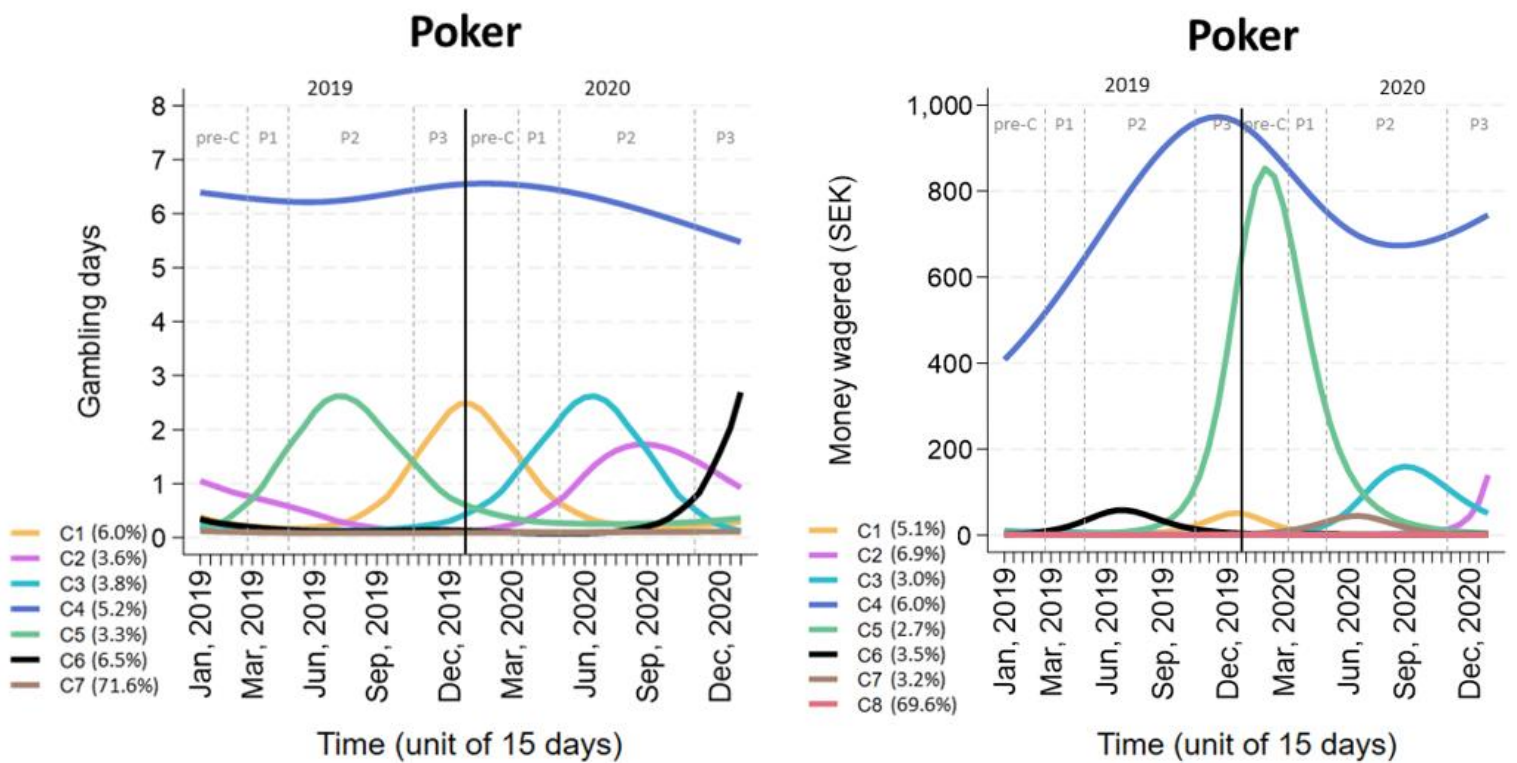 Poker
2019 2020
8
7
6
5
4
3
2
1
0
pre-C P1 P2 P3 pre-C P1 P2 P3
Gambling days
C1 (6.0%)
C2 (3.6%)
C3 (3.8%)
C4 (5.2%)
C5 (3.3%)
C6 (6.5%)
C7 (71.6%)
Jan, 2019
Mar, 2019
Jun, 2019
Sep, 2019
Dec, 2019
Mar, 2020
Jun, 2020
Sep, 2020
Dec, 2020
Time (unit of 15 days)
Poker
2019 2020
1,000
800
600
400
200
0
pre-C P1 P2 P3 pre-C P1 P2 P3
Money wagered (SEK)
C1 (5.1%)
C2 (6.9%)
C3 (3.0%)
C4 (6.0%)
C5 (2.7%)
C6 (3.5%)
C7 (3.2%)
C8 (69.6%)
Jan, 2019
Mar, 2019
Jun, 2019
Sep, 2019
Dec, 2019
Mar, 2020
Jun, 2020
Sep, 2020
Dec, 2020
Time (unit of 15 days)